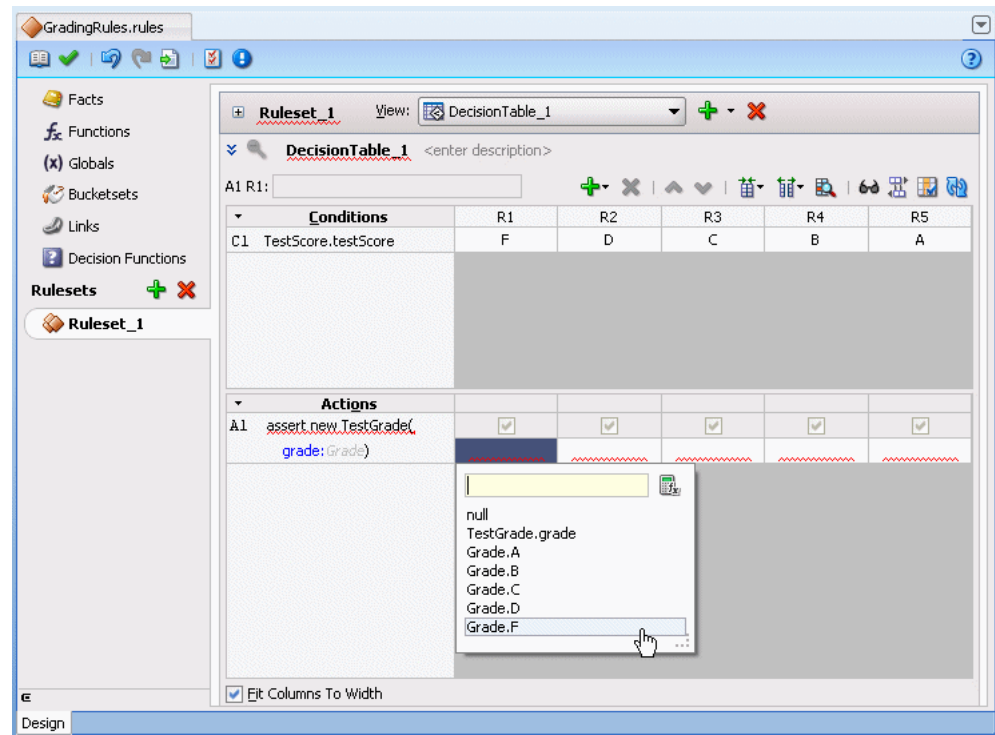 GradingRules.rules
Facts
Functions
Globals
Bucketsets
Links
Decision Functions
Rulesets
Ruleset_1
Ruleset_1 View: DecisionTable_1
DecisionTable_1 <enter description>
A1 R1:
Conditions R1 R2 R3 R4 R5
C1 TestScore.testScore F D C B A
Actions
A1 assert new TestGrade(
grade:Grade)
null
TestGrade.grade
Grade.A
Grade.B
Grade.C
Grade.D
Grade.F
Fit Columns To Width
Design